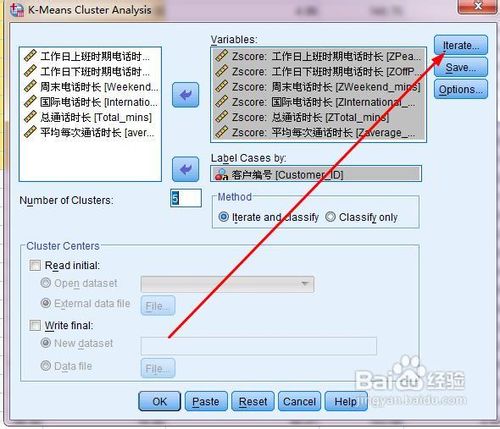 K-Means Cluster Analysis
Variables:
工作日上班时期电话时...
工作日下班时期电话时...
周末电话时长 [Weekend...
国际电话时长 [Internatio...
总通话时长 [Total_mins]
平均每次通话时长 [aver...
Zscore: 工作日上班时期电话时长 [ZPea...
Zscore: 工作日下班时期电话时长 [ZOffP...
Zscore: 周末电话时长 [ZWeekend_mins]
Zscore: 国际电话时长 [ZInternational_...
Zscore: 总通话时长 [ZTotal_mins]
Zscore: 平均每次通话时长 [Zaverage_...
Iterate...
Save...
Options...
Label Cases by:
客户编号 [Customer_ID]
Number of Clusters:
5
Method
Iterate and classify
Classify only
Cluster Centers
Read initial:
Open dataset
External data file
File...
Write final:
New dataset
Data file
File...
OK
Paste
Reset
Cancel
Help
Bai du 经验
jingyan.baidu.com